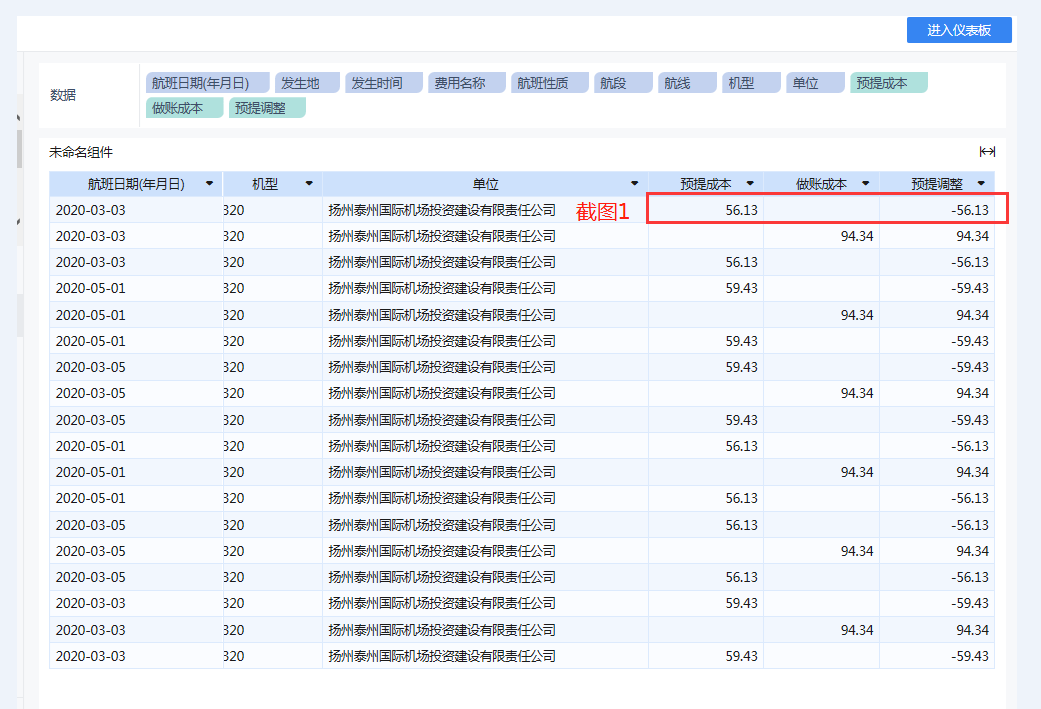 进入仪表板
数据
航班日期(年月日) 发生地 发生时间 费用名称 航班性质 航段 航线 机型 单位 预提成本
做账成本 预提调整
未命名组件
航班日期(年月日) 机型 单位 预提成本 做账成本 预提调整
2020-03-03 320 扬州泰州国际机场投资建设有限责任公司 截图1 56.13 -56.13
2020-03-03 320 扬州泰州国际机场投资建设有限责任公司 94.34 94.34
2020-03-03 320 扬州泰州国际机场投资建设有限责任公司 56.13 -56.13
2020-05-01 320 扬州泰州国际机场投资建设有限责任公司 59.43 -59.43
2020-05-01 320 扬州泰州国际机场投资建设有限责任公司 94.34 94.34
2020-05-01 320 扬州泰州国际机场投资建设有限责任公司 59.43 -59.43
2020-03-05 320 扬州泰州国际机场投资建设有限责任公司 59.43 -59.43
2020-03-05 320 扬州泰州国际机场投资建设有限责任公司 94.34 94.34
2020-03-05 320 扬州泰州国际机场投资建设有限责任公司 59.43 -59.43
2020-05-01 320 扬州泰州国际机场投资建设有限责任公司 56.13 -56.13
2020-05-01 320 扬州泰州国际机场投资建设有限责任公司 94.34 94.34
2020-05-01 320 扬州泰州国际机场投资建设有限责任公司 56.13 -56.13
2020-03-05 320 扬州泰州国际机场投资建设有限责任公司 56.13 -56.13
2020-03-05 320 扬州泰州国际机场投资建设有限责任公司 94.34 94.34
2020-03-05 320 扬州泰州国际机场投资建设有限责任公司 56.13 -56.13
2020-03-03 320 扬州泰州国际机场投资建设有限责任公司 59.43 -59.43
2020-03-03 320 扬州泰州国际机场投资建设有限责任公司 94.34 94.34
2020-03-03 320 扬州泰州国际机场投资建设有限责任公司 59.43 -59.43